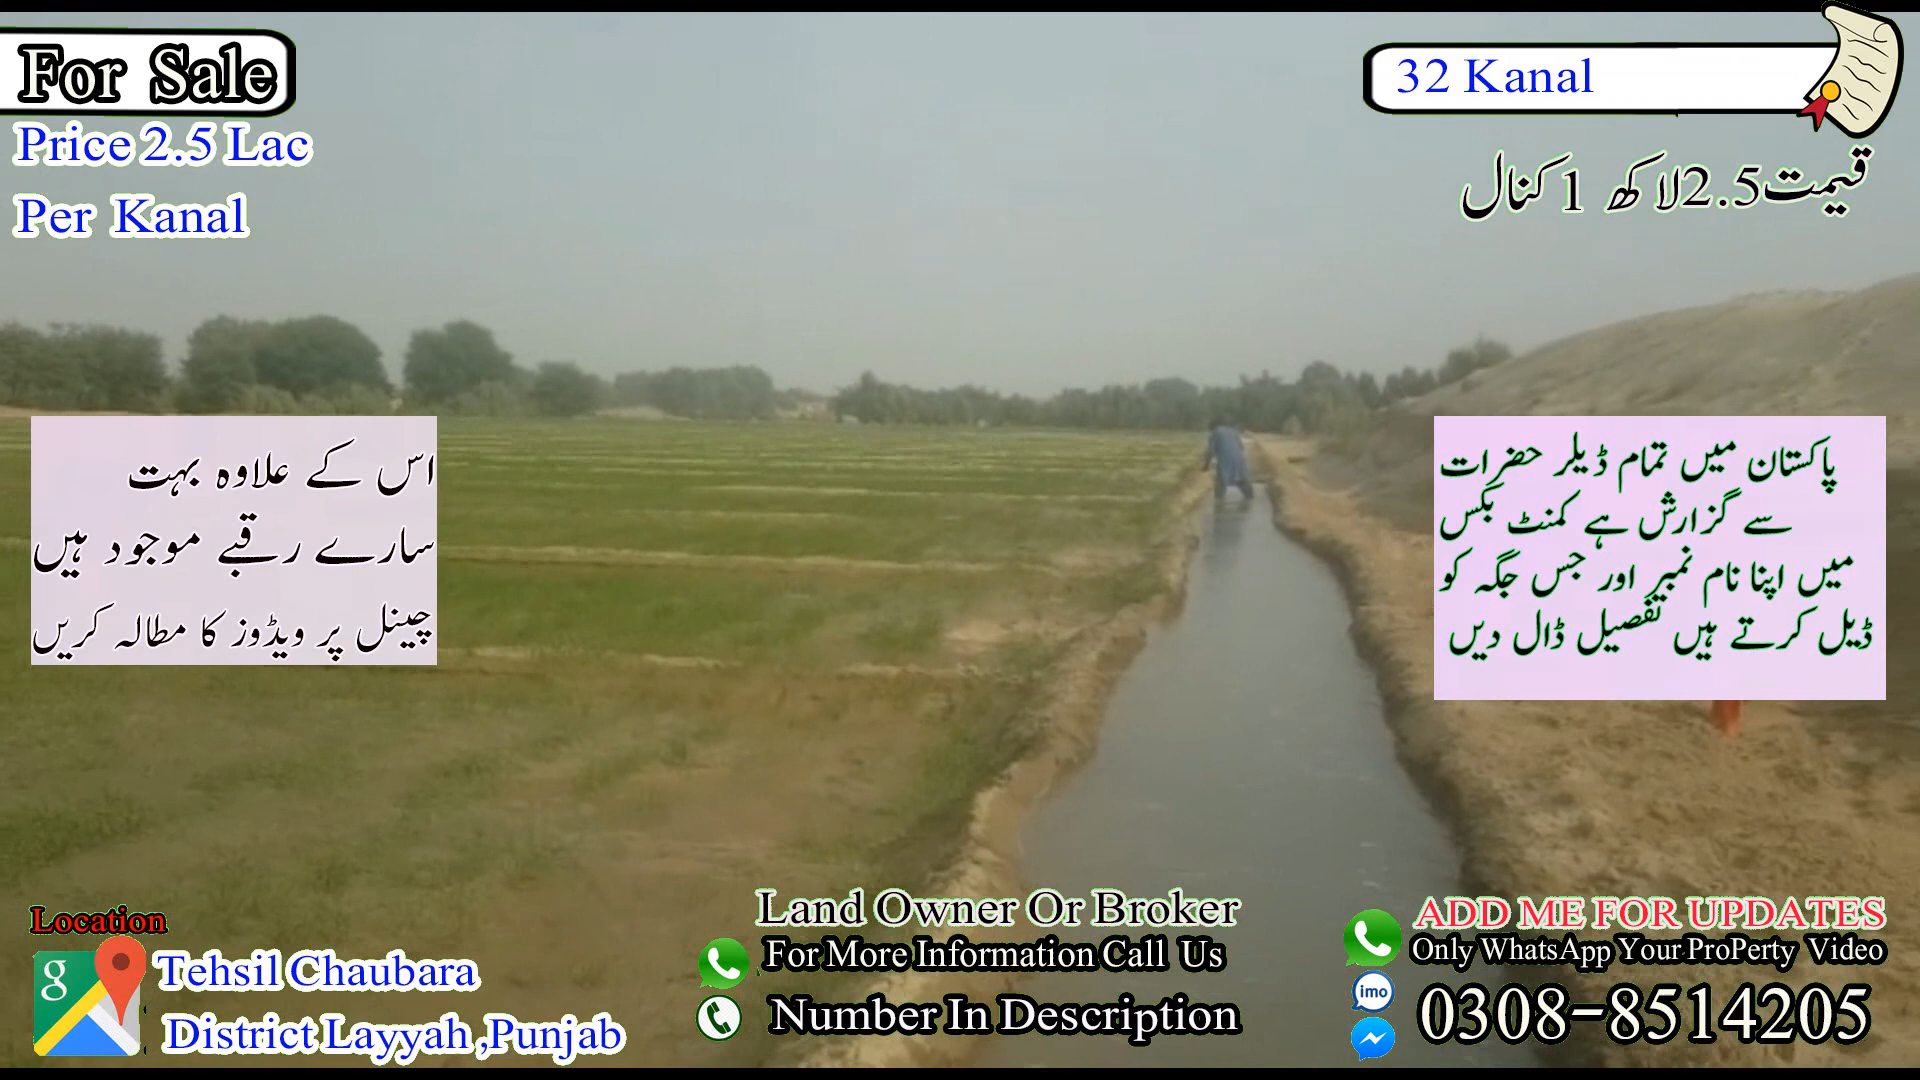 For Sale
Price 2.5 Lac
Per Kanal
32 Kanal
قیمت2.5لاکھ 1 کنال
اس کے علاوہ بہت
سارے رقبے موجود ہیں
چینل پر ویڈوز کا مطالہ کریں
پاکستان میں تمام ڈیلر حضرات
سے گزارش ہے کمنٹ بکس
میں اپنا نام نمبر اور جس جگہ کو
ڈیل کرتے ہیں تفصیل ڈال دیں
Location
g
Tehsil Chaubara
District Layyah ,Punjab
Land Owner Or Broker
For More Information Call Us
Number In Description
ADD ME FOR UPDATES
Only WhatsApp Your ProPerty Video
imo
0308-8514205